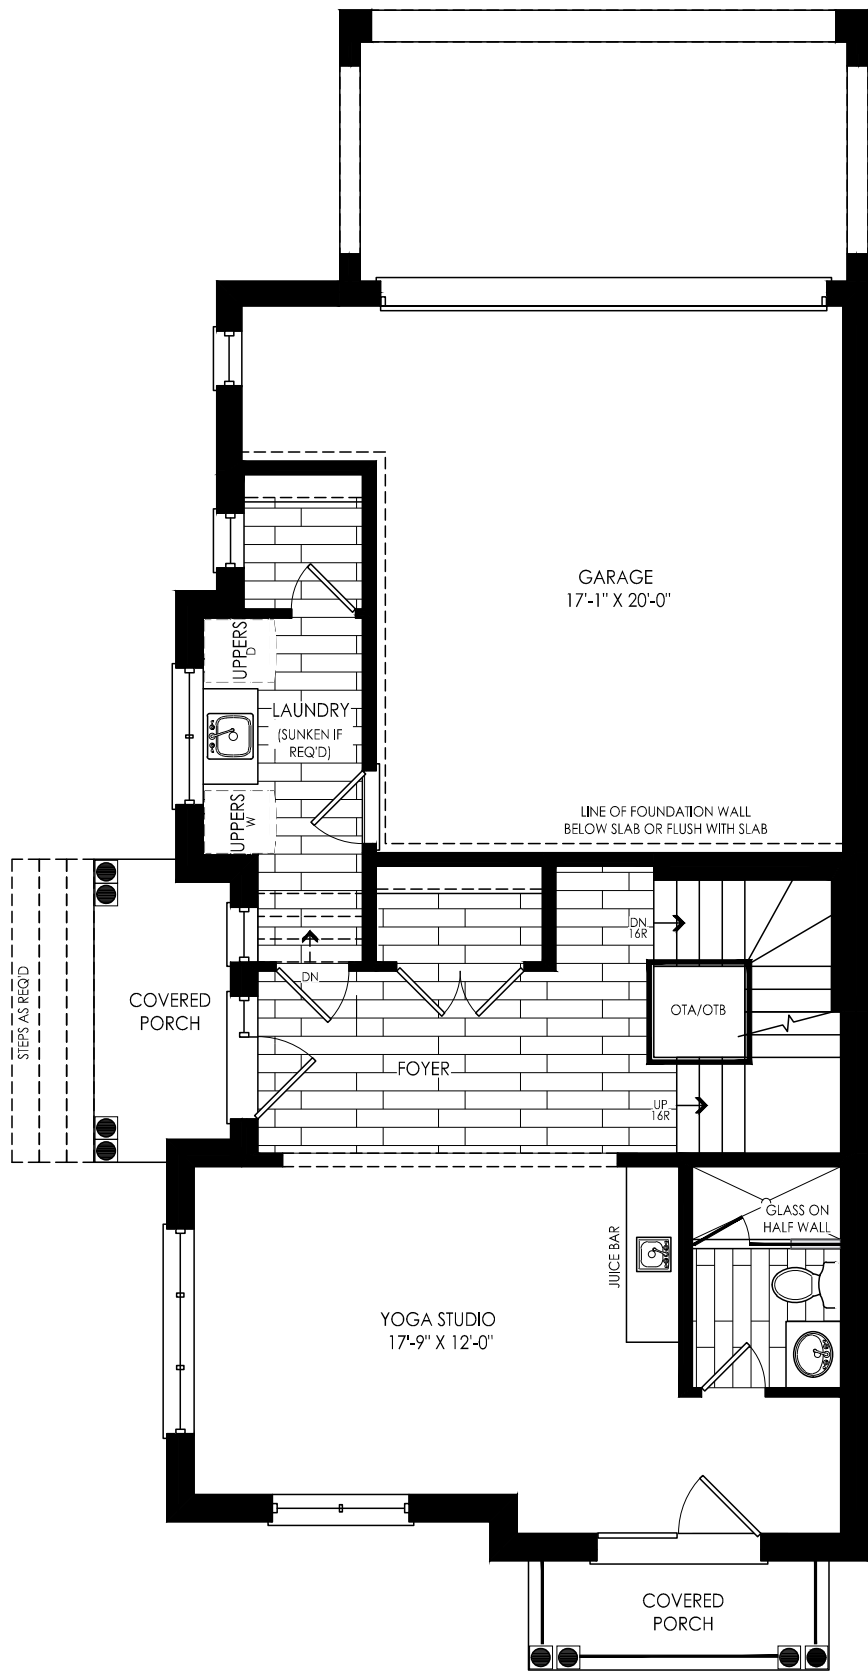 GARAGE
17'-1" X 20'-0"
UPPERS
D
LAUNDRY
(SUNKEN IF
REQ'D)
UPPERS
W
LINE OF FOUNDATION WALL
BELOW SLAB OR FLUSH WITH SLAB
DN
16R
DN
STEPS AS REQ'D
COVERED
PORCH
OTA/OTB
FOYER
UP
16R
GLASS ON
HALF WALL
JUICE BAR
YOGA STUDIO
17'-9" X 12'-0"
COVERED
PORCH